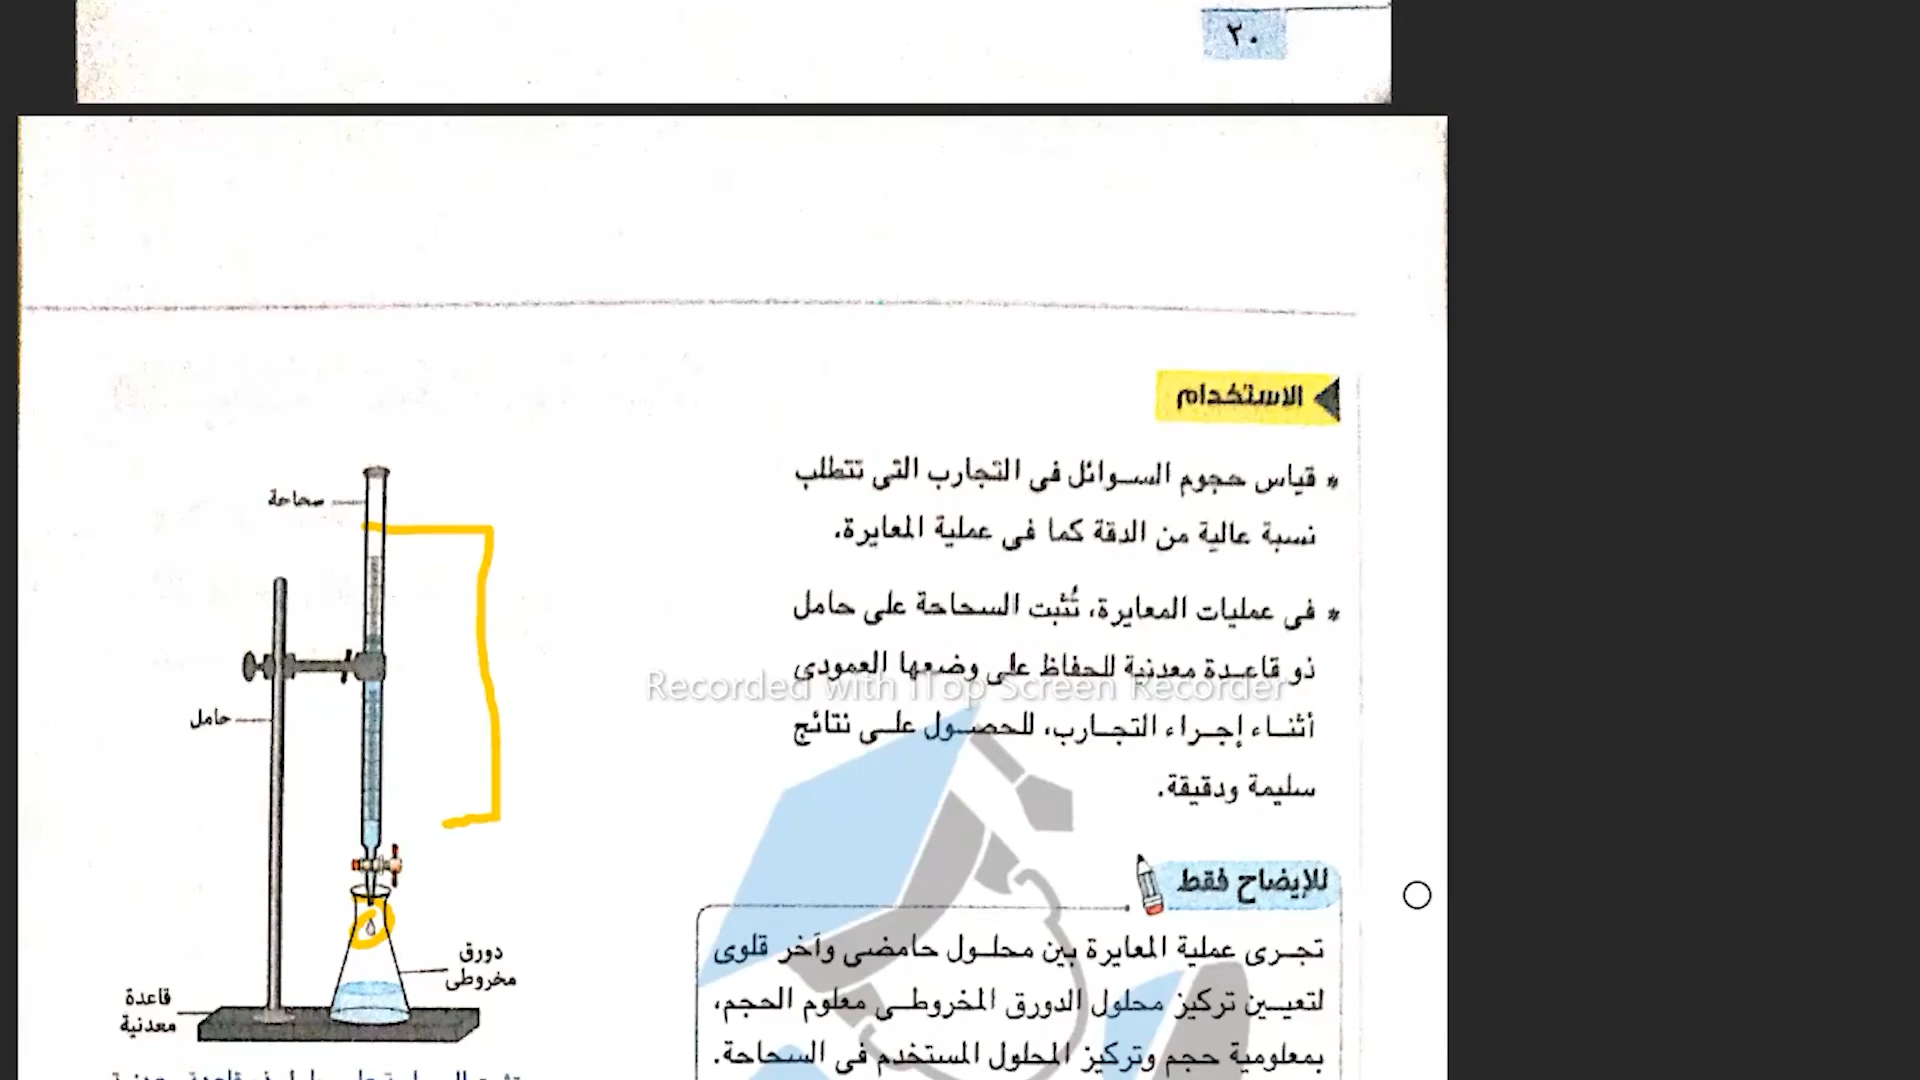 ٢٠
الاستخدام
* قياس حجوم السوائل فى التجارب التى تتطلب
نسبة عالية من الدقة كما فى عملية المعايرة.
* فى عمليات المعايرة، تُثبت السحاحة على حامل
ذو قاعدة معدنية للحفاظ على وضعها العمودى
Recorded with iTop Screen Recorder
أثناء إجراء التجارب، للحصول على نتائج
سليمة ودقيقة.
سحاحة
حامل
دورق
مخروطى
قاعدة
معدنية
للإيضاح فقط
تجرى عملية المعايرة بين محلول حامضى وآخر قلوى
لتعيين تركيز محلول الدورق المخروطى معلوم الحجم،
بمعلومية حجم وتركيز المحلول المستخدم فى السحاحة.